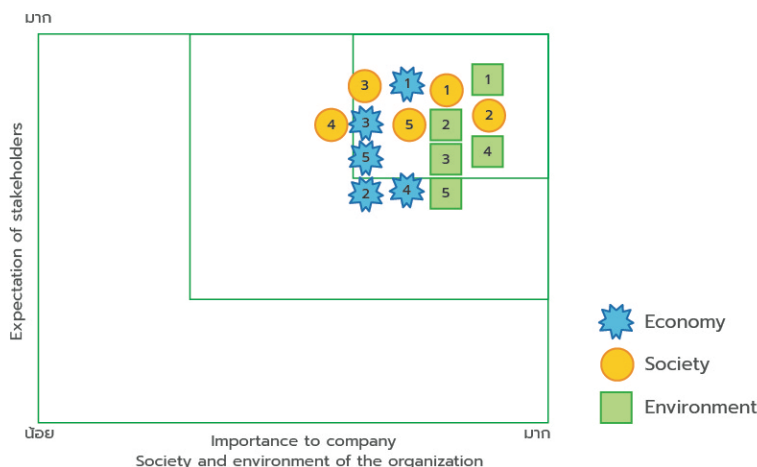 มาก
Expectation of stakeholders
3
1
1
1
4
3
5
2
2
5
3
4
2
4
5
Economy
Society
Environment
น้อย
มาก
Importance to company
Society and environment of the organization